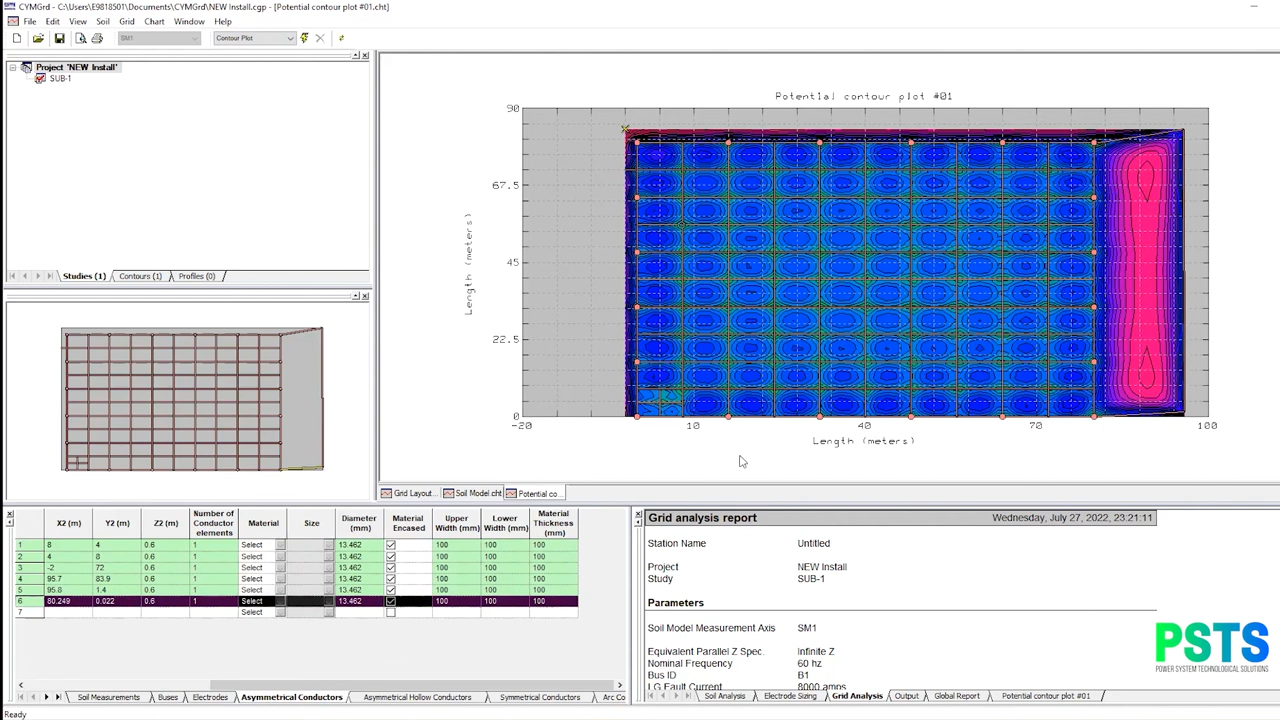 CYMGrd - C:\Users\E9818501\Documents\CYMGrd\NEW Install.cgp - [Potential contour plot #01.cht]
File Edit View Soil Grid Chart Window Help
SM1 Contour Plot
Project 'NEW Install'
SUB-1
Studies (1) Contours (1) Profiles (0)
Potential contour plot #01
90
67.5
45
22.5
0
Length (meters)
-20 10 40 70 100
Length (meters)
Grid Layout... Soil Model.cht Potential co...
X2 (m) Y2 (m) Z2 (m) Number of Conductor elements Material Size Diameter (mm) Material Encased Upper Width (mm) Lower Width (mm) Material Thickness (mm)
1 8 4 0.6 1 Select 13.462 100 100 100
2 4 8 0.6 1 Select 13.462 100 100 100
3 -2 72 0.6 1 Select 13.462 100 100 100
4 95.7 83.9 0.6 1 Select 13.462 100 100 100
5 95.8 1.4 0.6 1 Select 13.462 100 100 100
6 80.249 0.022 0.6 1 Select 13.462 100 100 100
7 Select
Soil Measurements Buses Electrodes Asymmetrical Conductors Asymmetrical Hollow Conductors Symmetrical Conductors Arc Co
Grid analysis report Wednesday, July 27, 2022, 23:21:11
Station Name Untitled
Project NEW Install
Study SUB-1
Parameters
Soil Model Measurement Axis SM1
Equivalent Parallel Z Spec. Infinite Z
Nominal Frequency 60 hz
Bus ID B1
LG Fault Current 8000 amps
Soil Analysis Electrode Sizing Grid Analysis Output Global Report Potential contour plot #01
PSTS
POWER SYSTEM TECHNOLOGICAL SOLUTIONS
Ready